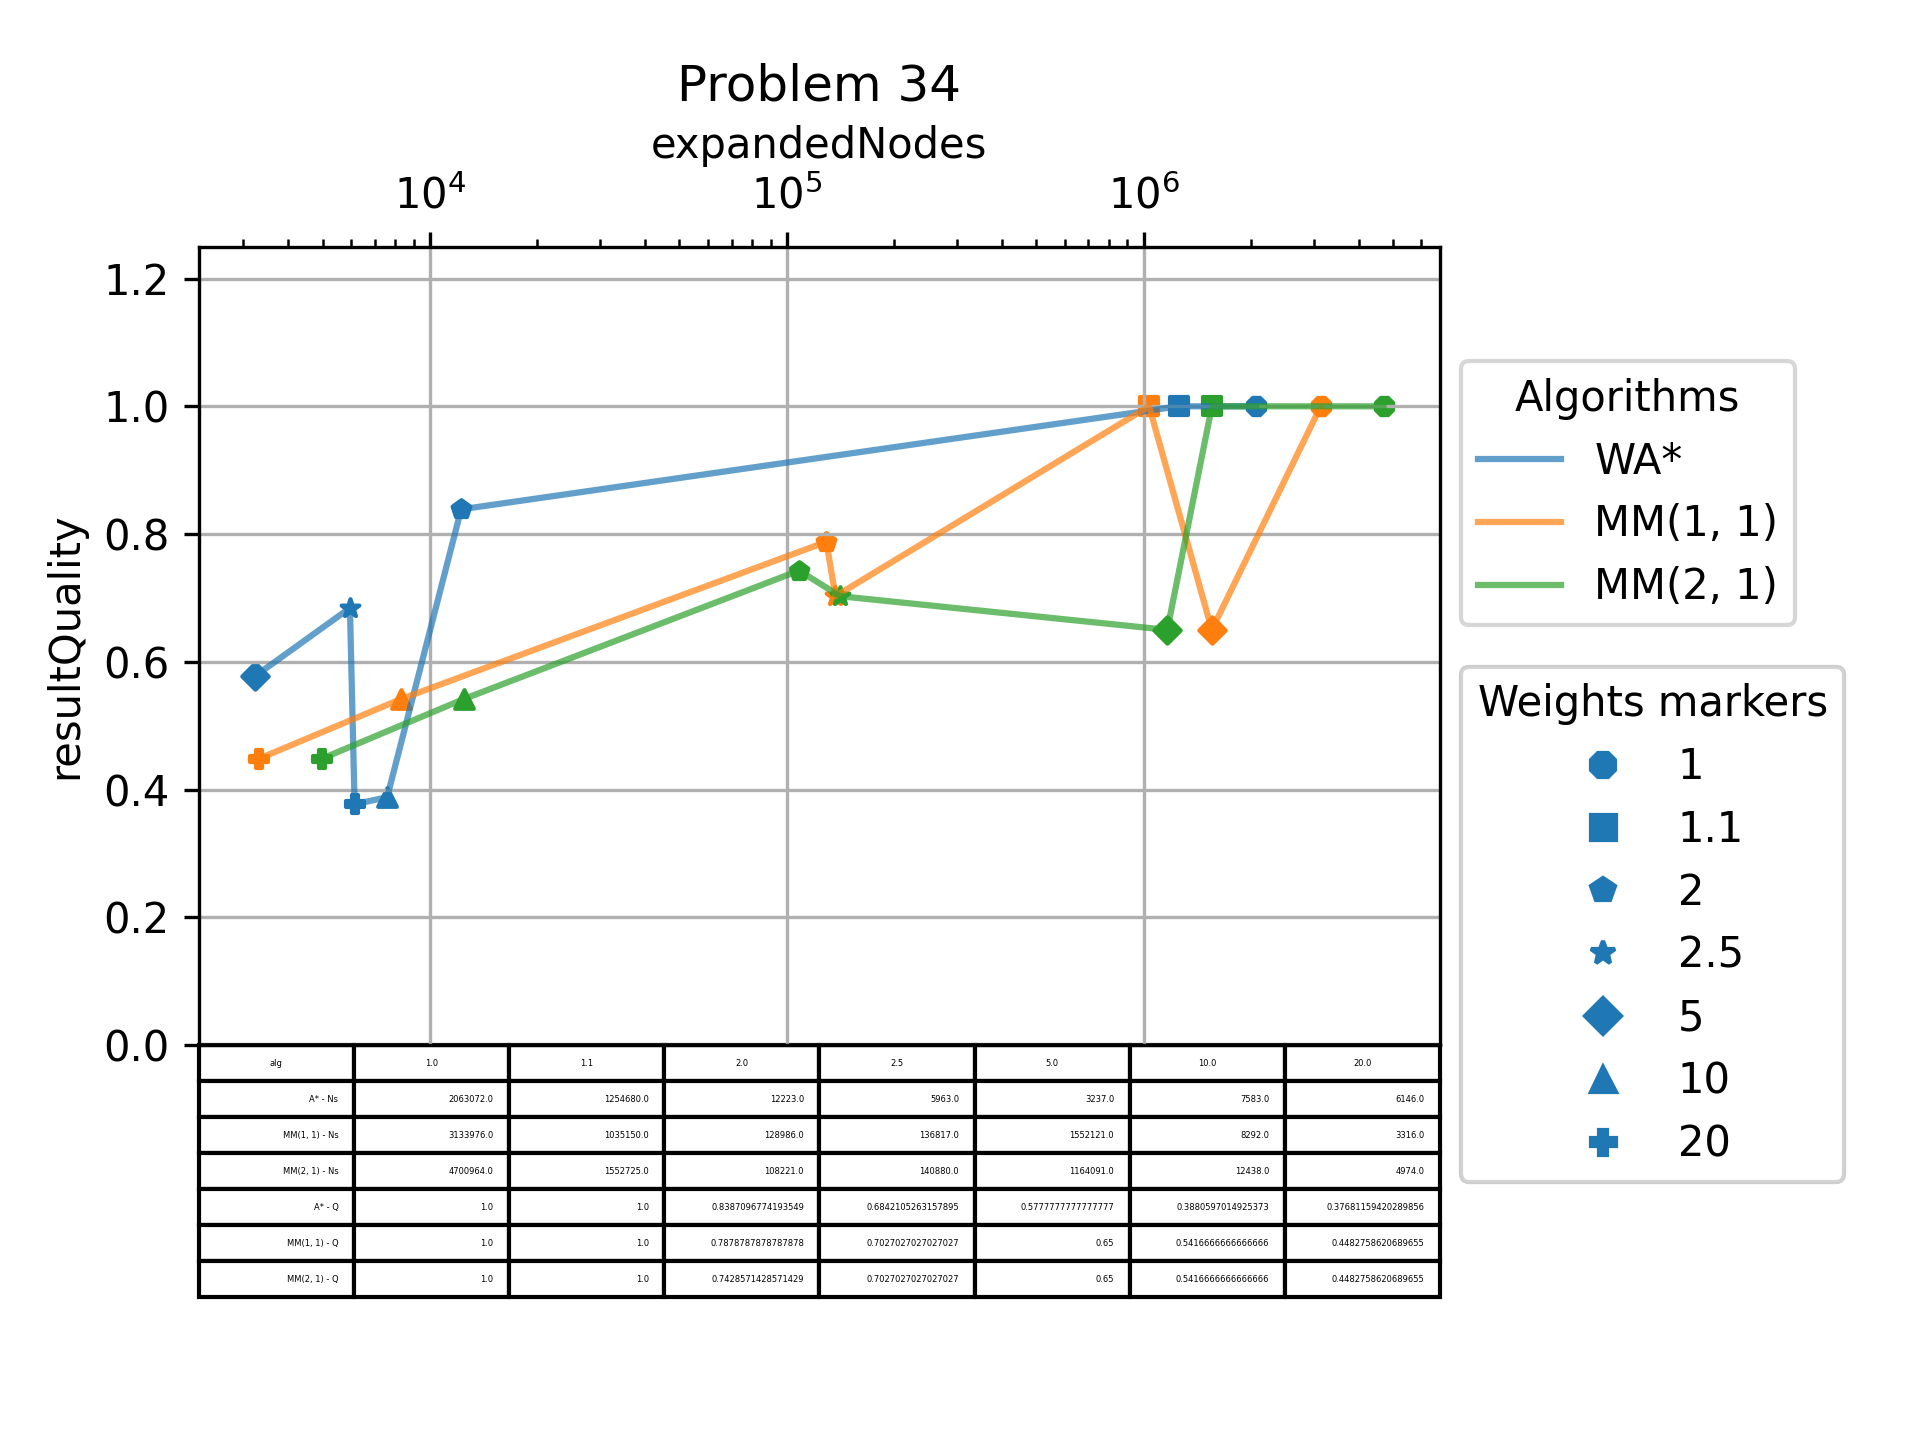 Problem 34
expandedNodes
10⁴ 10⁵ 10⁶
1.2
1.0
0.8
0.6
0.4
0.2
0.0
resultQuality
Algorithms
WA*
MM(1, 1)
MM(2, 1)
Weights markers
1
1.1
2
2.5
5
10
20
alg 1.0 1.1 2.0 2.5 5.0 10.0 20.0
A* - Ns 2063072.0 1254680.0 12223.0 5963.0 3237.0 7583.0 6146.0
MM(1, 1) - Ns 3133976.0 1035150.0 128986.0 136817.0 1552121.0 8292.0 3316.0
MM(2, 1) - Ns 4700964.0 1552725.0 108221.0 140880.0 1164091.0 12438.0 4974.0
A* - Q 1.0 1.0 0.8387096774193549 0.6842105263157895 0.5777777777777777 0.3880597014925373 0.37681159420289856
MM(1, 1) - Q 1.0 1.0 0.7878787878787878 0.7027027027027027 0.65 0.5416666666666666 0.4482758620689655
MM(2, 1) - Q 1.0 1.0 0.7428571428571429 0.7027027027027027 0.65 0.5416666666666666 0.4482758620689655